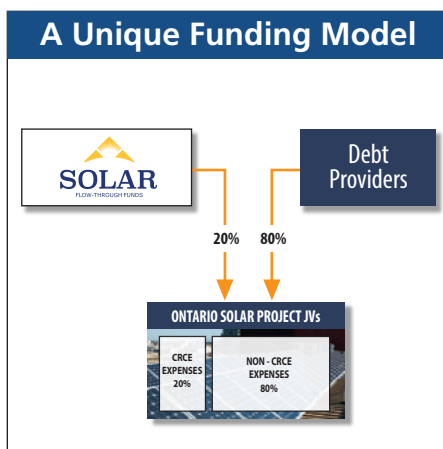 A Unique Funding Model
SOLAR
FLOW-THROUGH FUNDS
Debt
Providers
20%
80%
ONTARIO SOLAR PROJECT JVs
CRCE
EXPENSES
20%
NON - CRCE
EXPENSES
80%